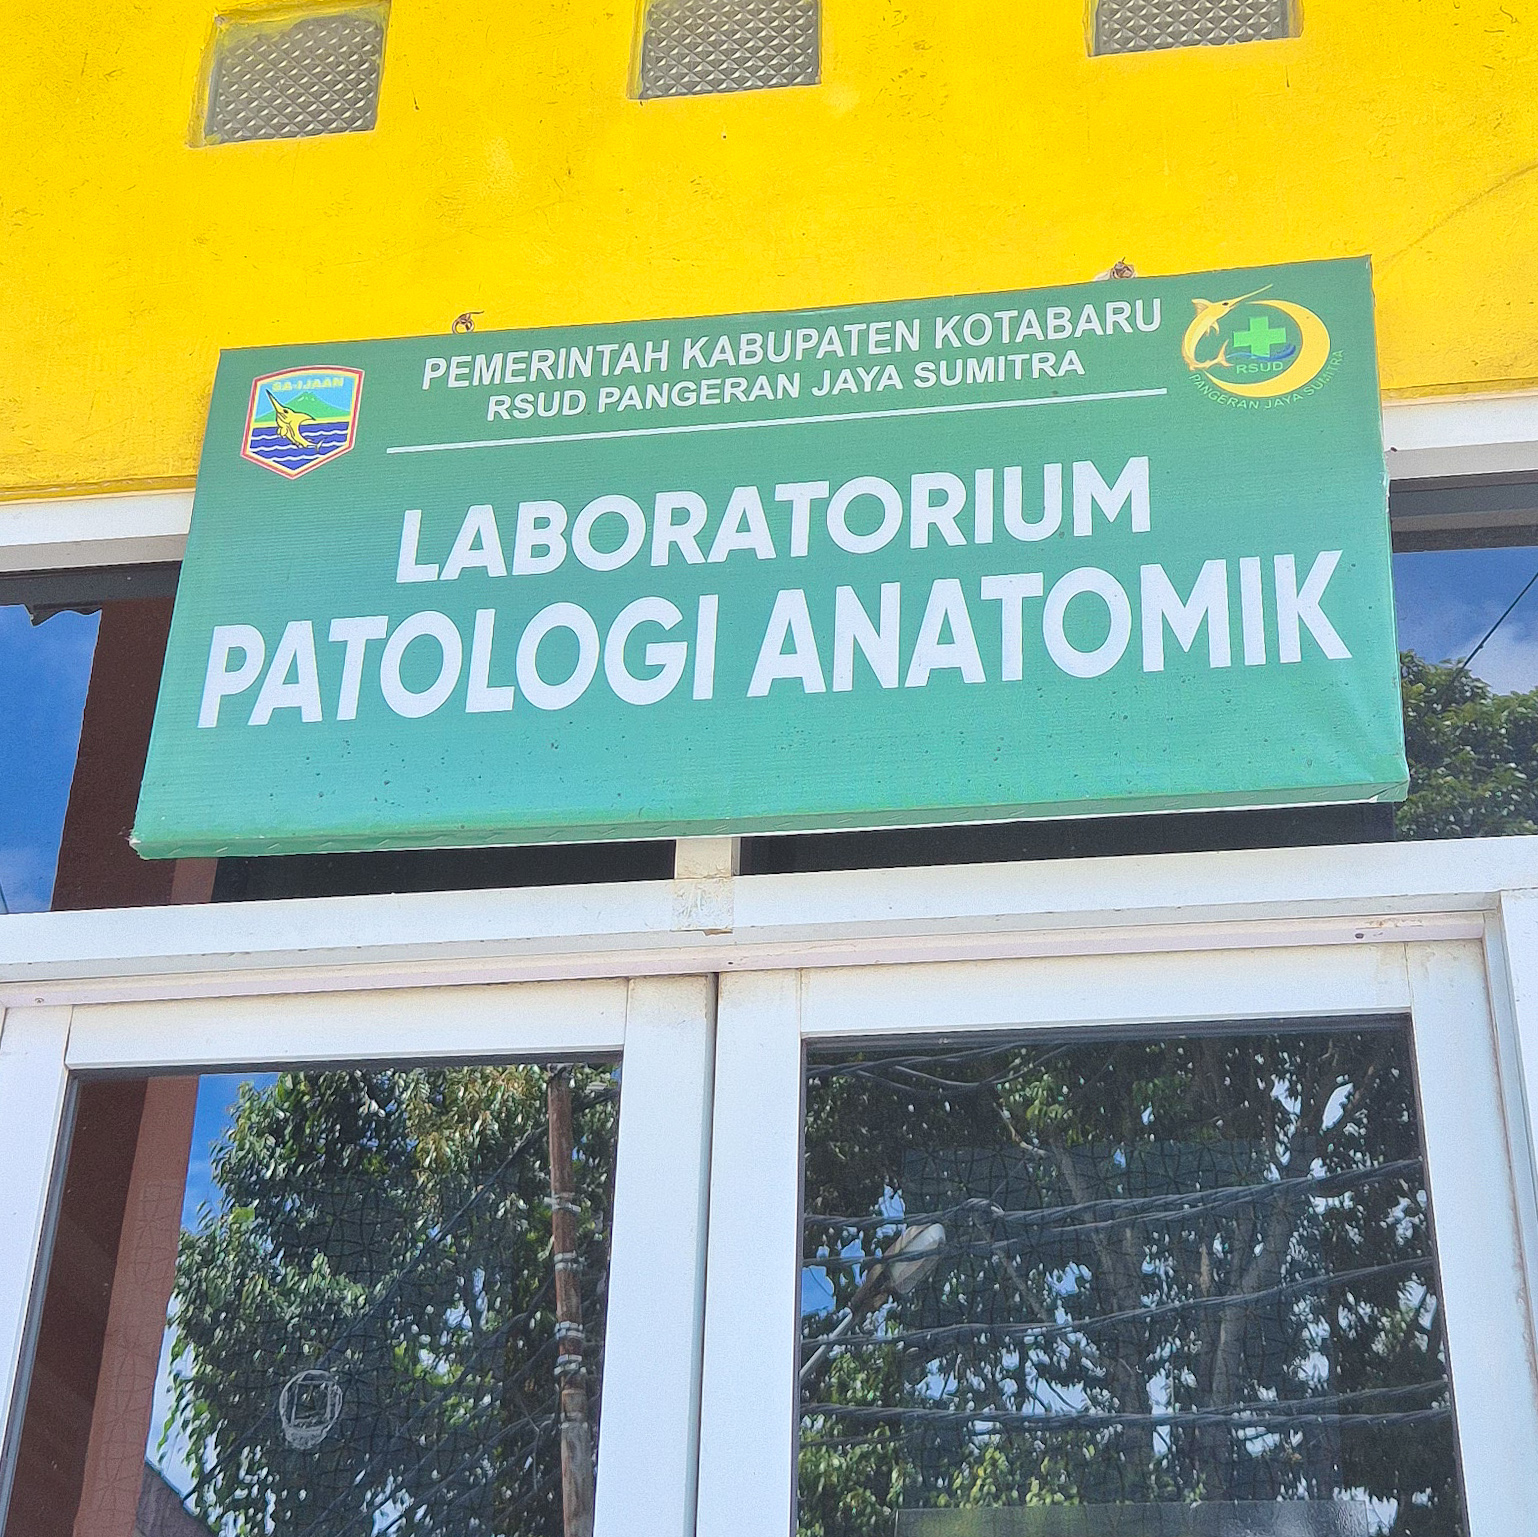 PEMERINTAH KABUPATEN KOTABARU
RSUD PANGERAN JAYA SUMITRA
SA-IJAAN
RSUD
PANGERAN JAYA SUMITRA
LABORATORIUM
PATOLOGI ANATOMIK